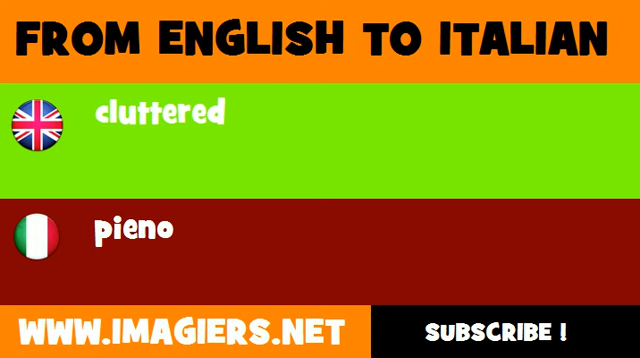 FROM ENGLISH TO ITALIAN
cluttered
pieno
WWW.IMAGIERS.NET
SUBSCRIBE !